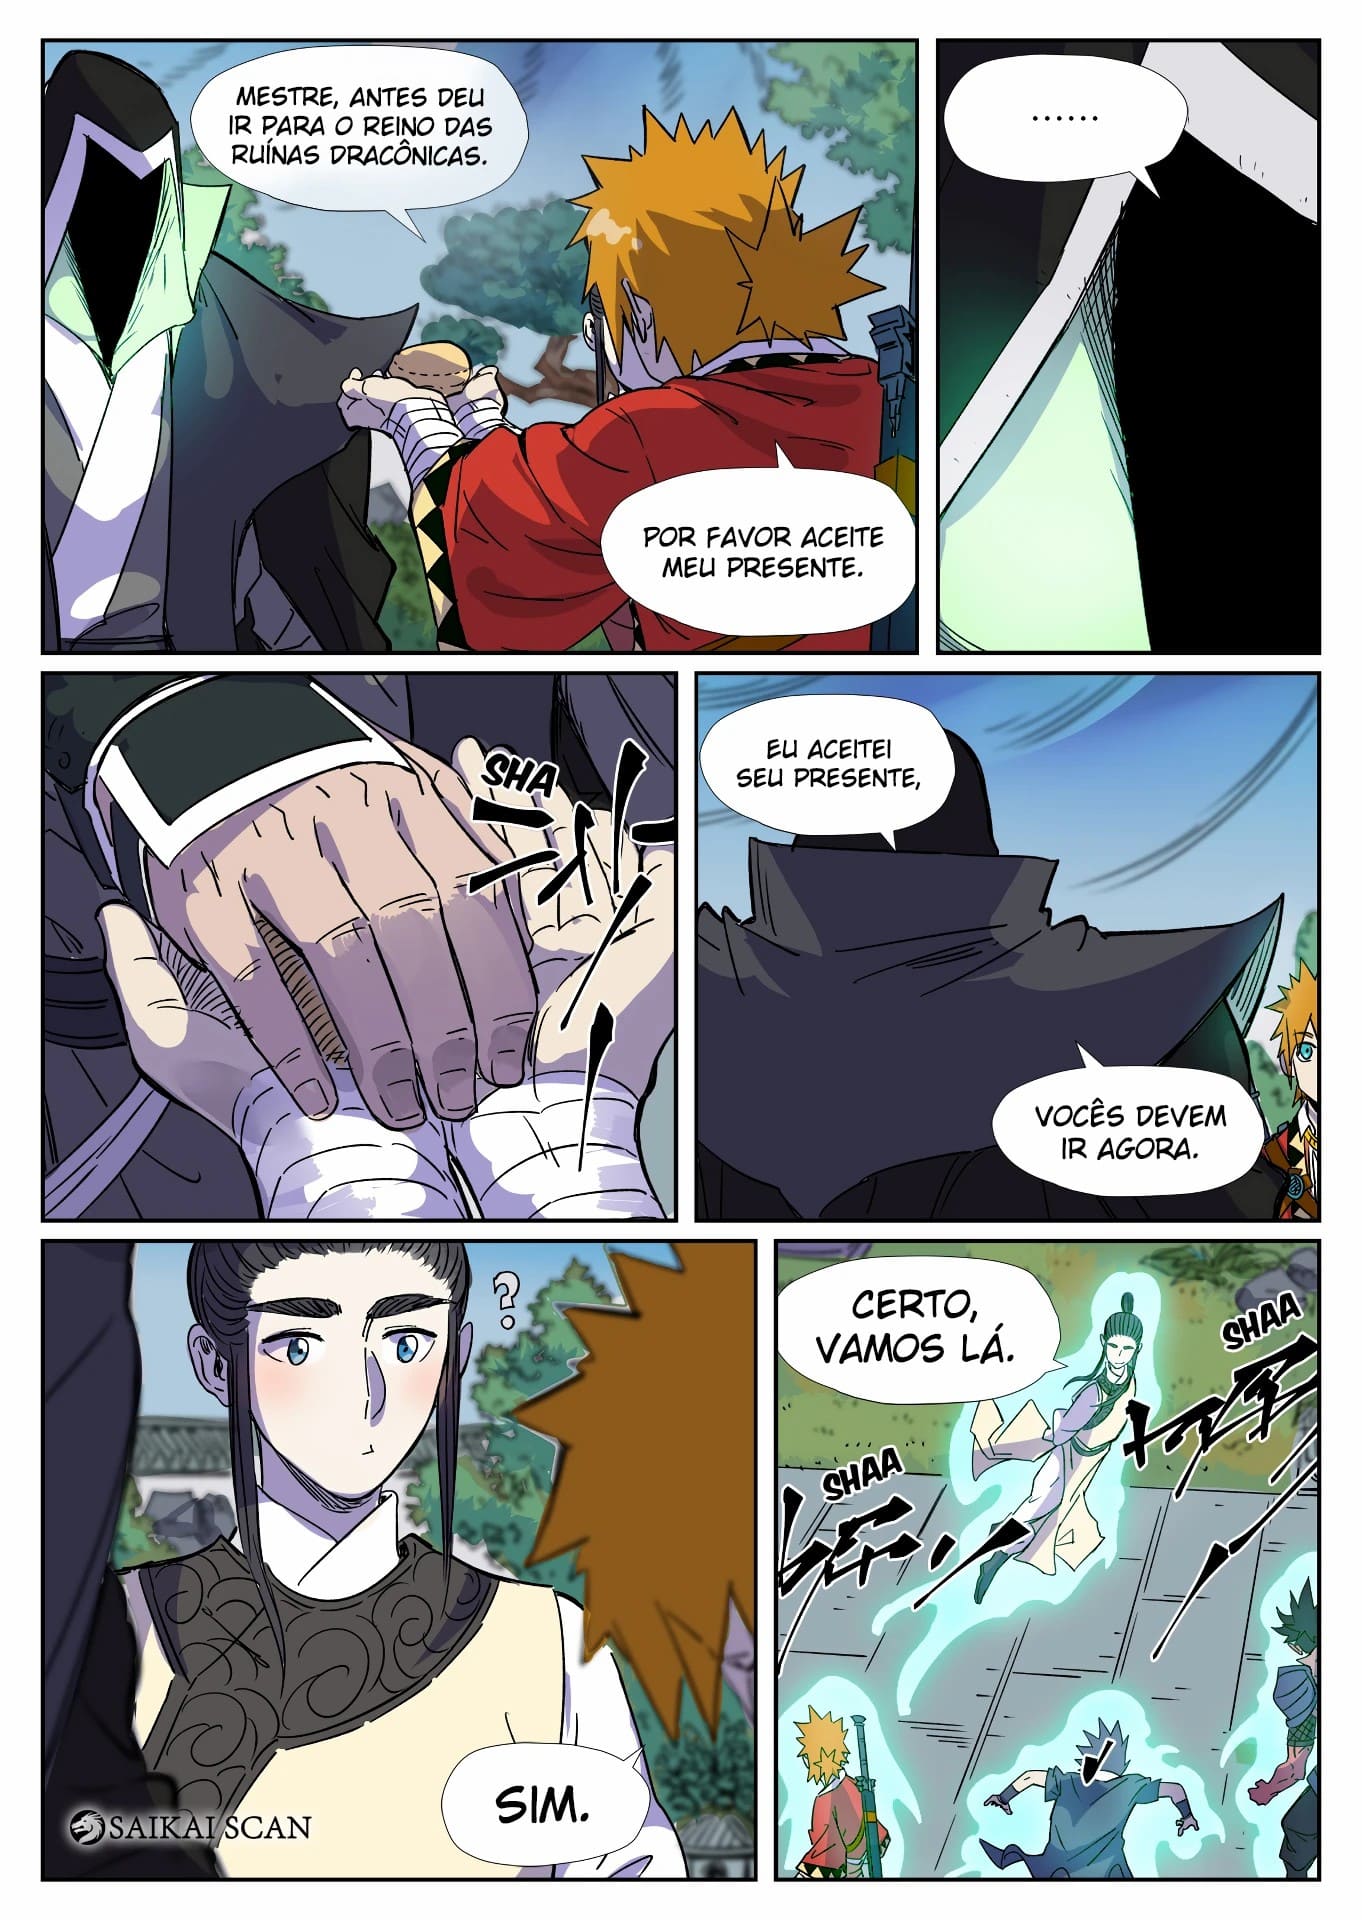 MESTRE, ANTES DEU
IR PARA O REINO DAS
RUÍNAS DRACÔNICAS.
......
POR FAVOR ACEITE
MEU PRESENTE.
SHA
EU ACEITEI
SEU PRESENTE,
VOCÊS DEVEM
IR AGORA.
?
SIM.
CERTO,
VAMOS LÁ.
SHAA
SHAA
SAIKAI SCAN